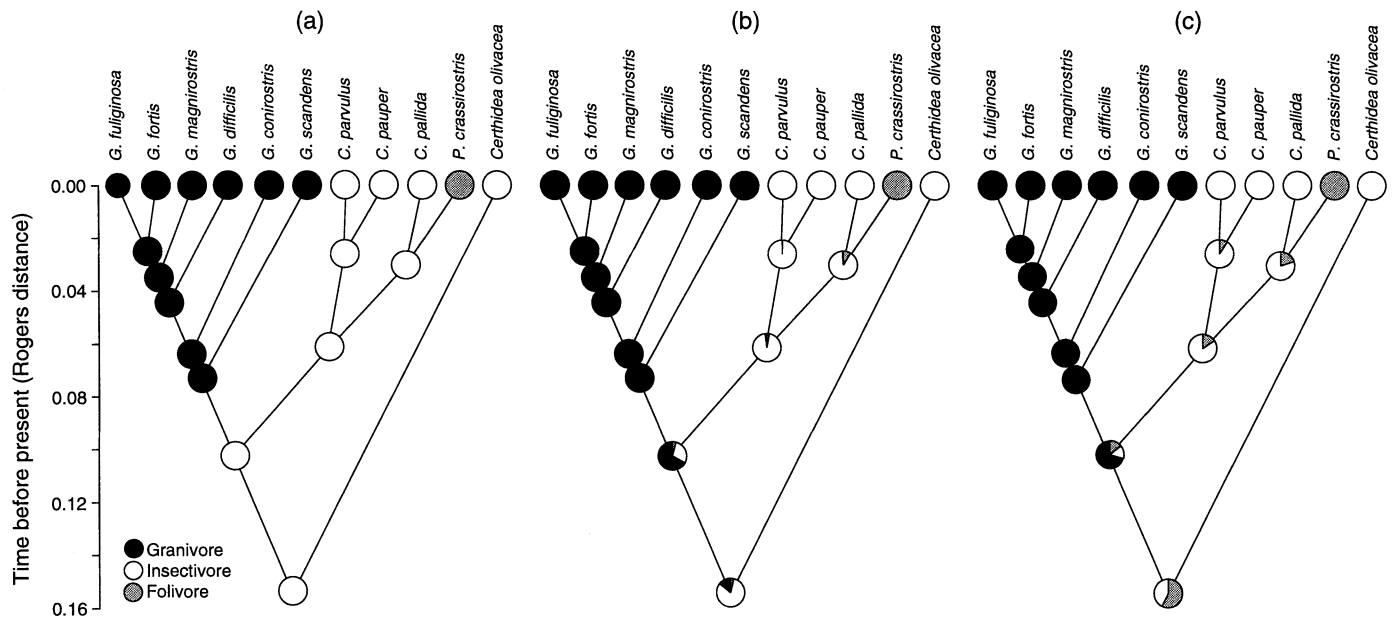 (a)
(b)
(c)
G. fuliginosa
G. fortis
G. magnirostris
G. difficilis
G. conirostris
G. scandens
C. parvulus
C. pauper
C. pallida
P. crassirostris
Certhidea olivacea
G. fuliginosa
G. fortis
G. magnirostris
G. difficilis
G. conirostris
G. scandens
C. parvulus
C. pauper
C. pallida
P. crassirostris
Certhidea olivacea
G. fuliginosa
G. fortis
G. magnirostris
G. difficilis
G. conirostris
G. scandens
C. parvulus
C. pauper
C. pallida
P. crassirostris
Certhidea olivacea
Time before present (Rogers distance)
0.00
0.04
0.08
0.12
0.16
Granivore
Insectivore
Folivore